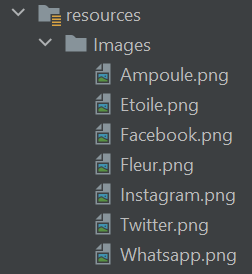 resources
Images
Ampoule.png
Etoile.png
Facebook.png
Fleur.png
Instagram.png
Twitter.png
Whatsapp.png